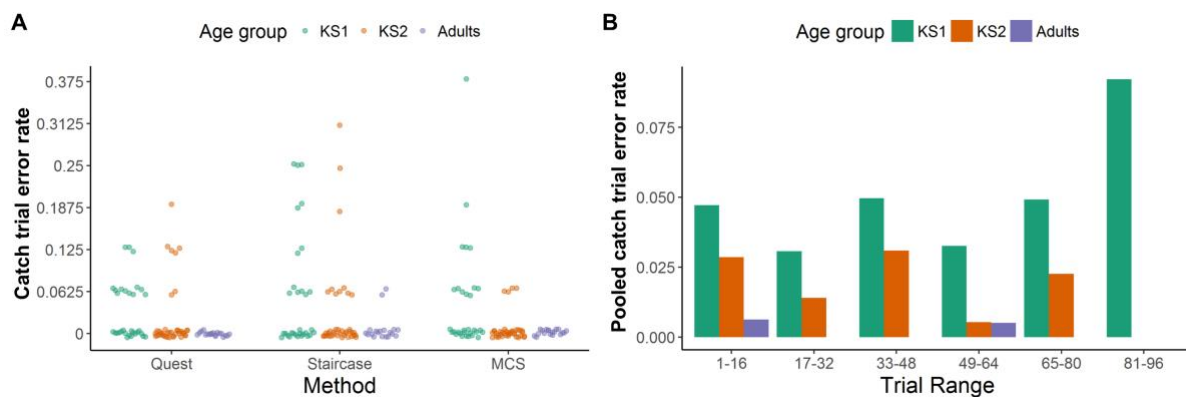 A
Age group KS1 KS2 Adults
Catch trial error rate
0.375
0.3125
0.25
0.1875
0.125
0.0625
0
Quest Staircase MCS
Method
B
Age group KS1 KS2 Adults
Pooled catch trial error rate
0.075
0.050
0.025
0.000
1-16 17-32 33-48 49-64 65-80 81-96
Trial Range